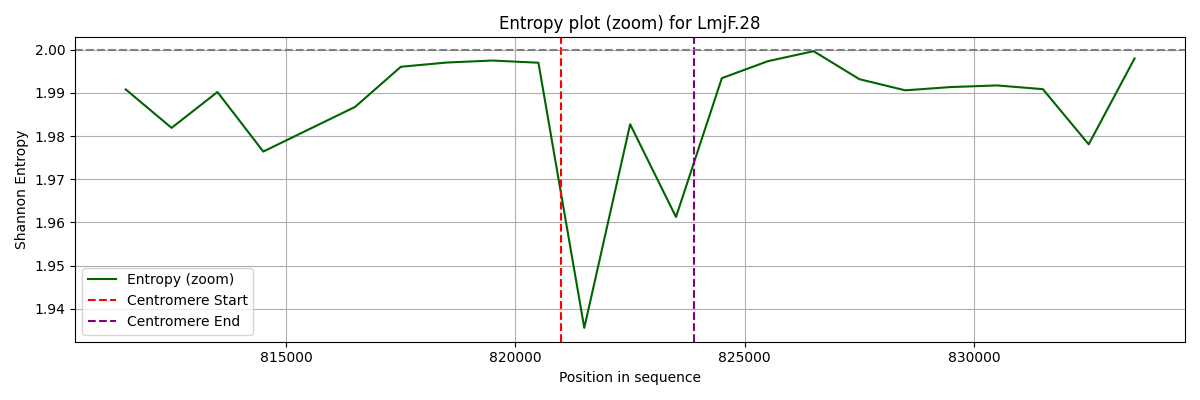 Entropy plot (zoom) for LmjF.28
Shannon Entropy
2.00
1.99
1.98
1.97
1.96
1.95
1.94
Entropy (zoom)
Centromere Start
Centromere End
815000 820000 825000 830000
Position in sequence